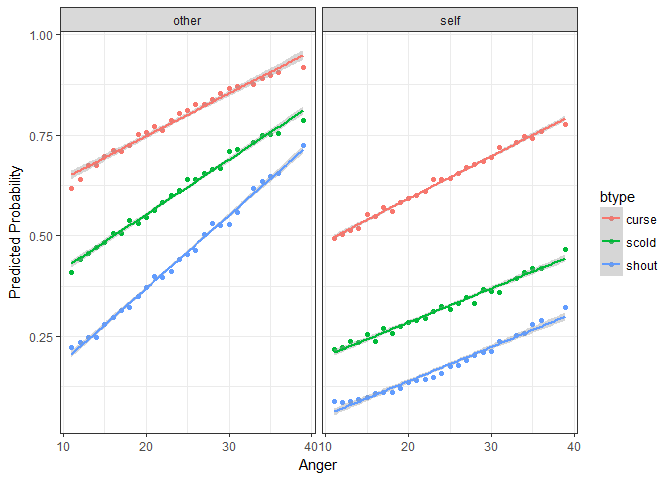 other self
1.00
0.75
0.50
0.25
Predicted Probability
10 20 30 40 10 20 30 40
Anger
btype
curse
scold
shout